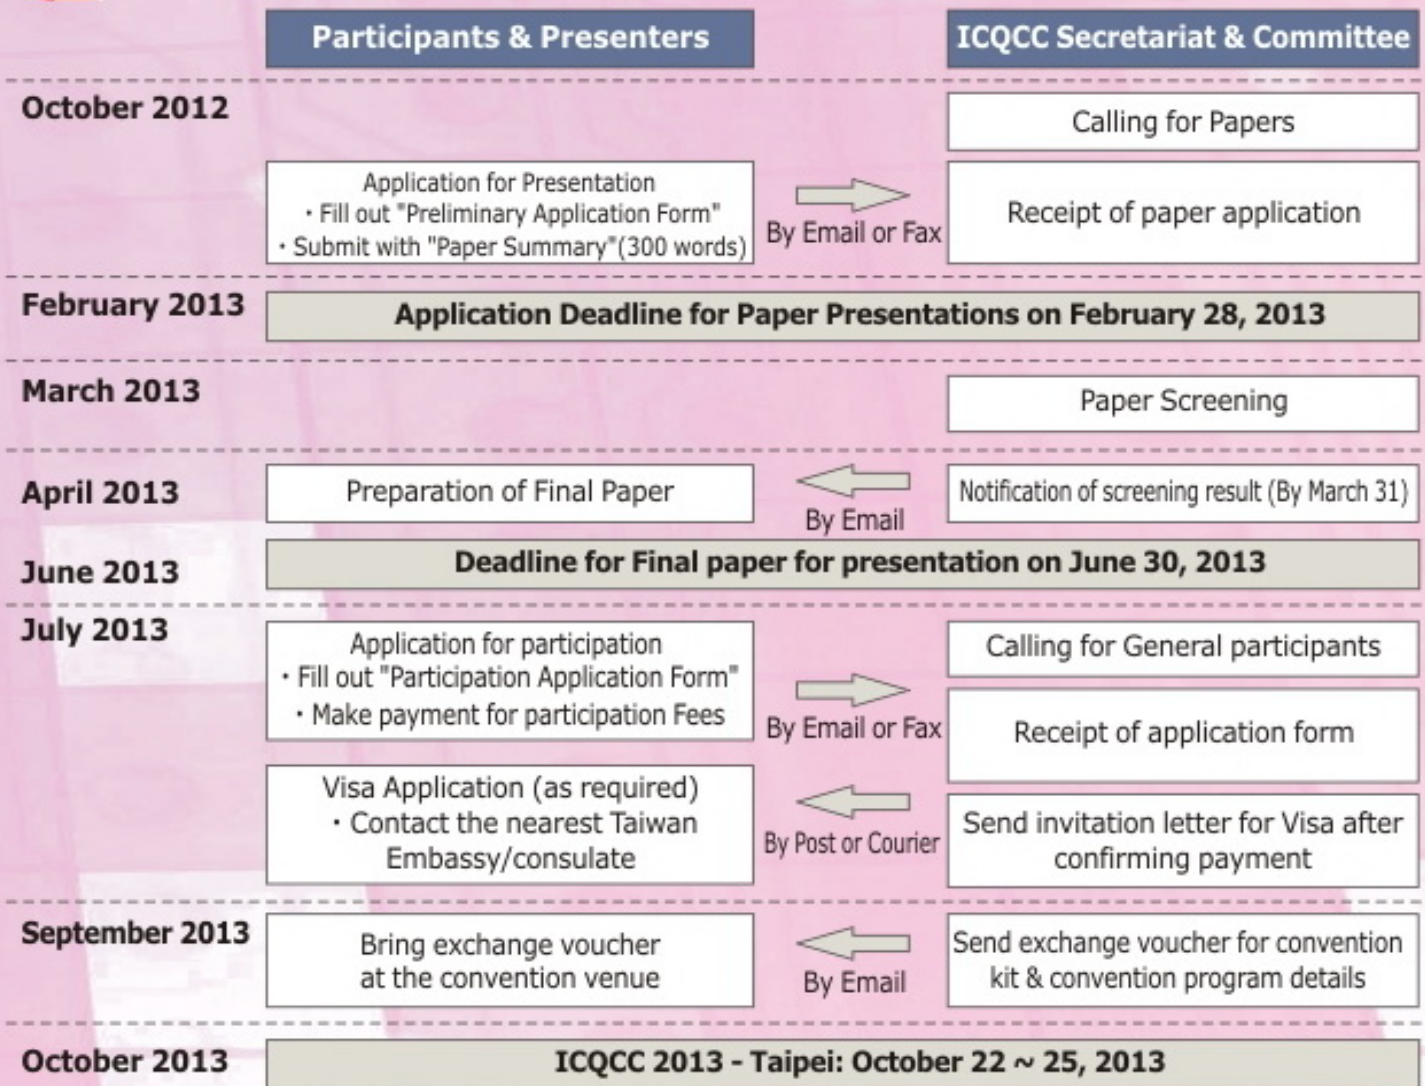 Participants & Presenters
ICQCC Secretariat & Committee
October 2012
Calling for Papers
Application for Presentation
・Fill out "Preliminary Application Form"
・Submit with "Paper Summary"(300 words)
By Email or Fax
Receipt of paper application
February 2013
Application Deadline for Paper Presentations on February 28, 2013
March 2013
Paper Screening
April 2013
Preparation of Final Paper
By Email
Notification of screening result (By March 31)
June 2013
Deadline for Final paper for presentation on June 30, 2013
July 2013
Application for participation
・Fill out "Participation Application Form"
・Make payment for participation Fees
By Email or Fax
Calling for General participants
Receipt of application form
Visa Application (as required)
・Contact the nearest Taiwan
Embassy/consulate
By Post or Courier
Send invitation letter for Visa after
confirming payment
September 2013
Bring exchange voucher
at the convention venue
By Email
Send exchange voucher for convention
kit & convention program details
October 2013
ICQCC 2013 - Taipei: October 22 ~ 25, 2013